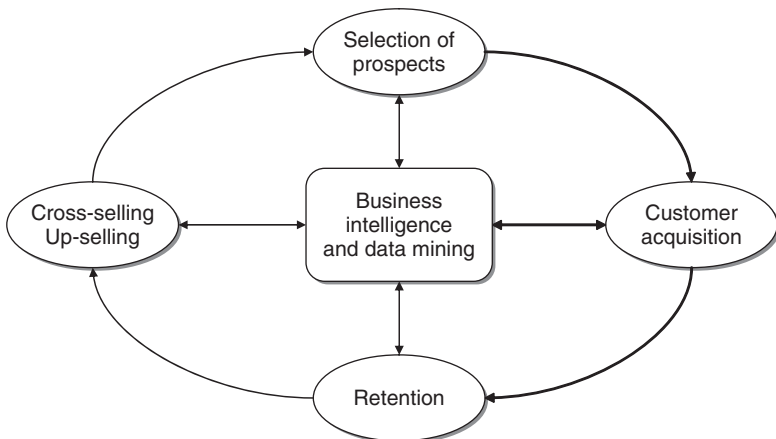 Selection of
prospects
Cross-selling
Up-selling
Business
intelligence
and data mining
Customer
acquisition
Retention